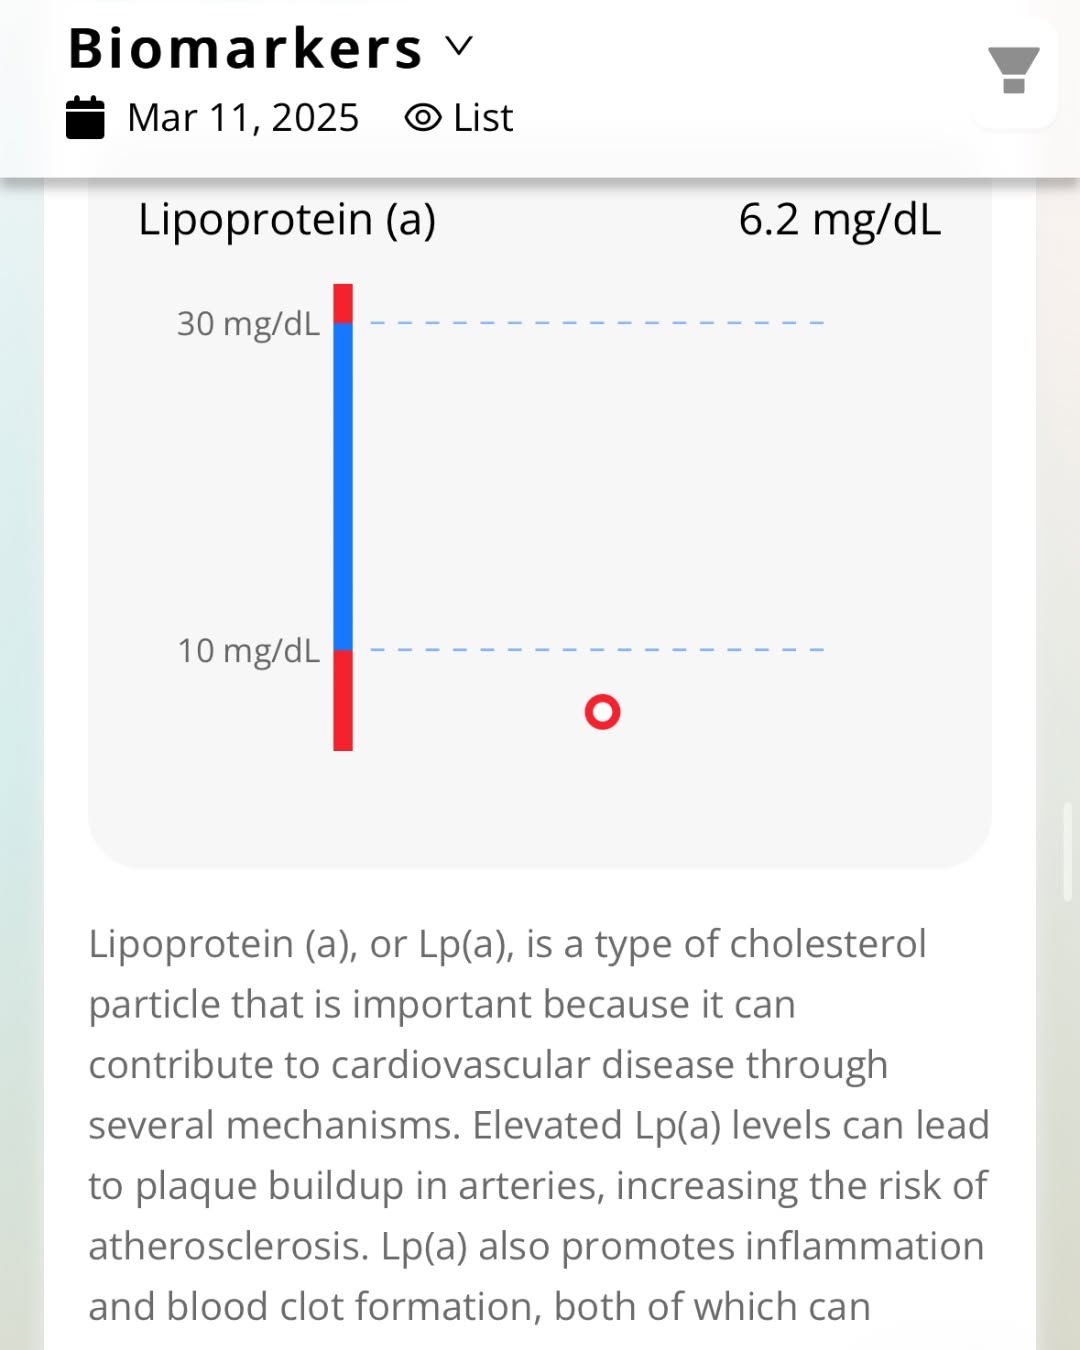 Biomarkers
Mar 11, 2025 List
Lipoprotein (a) 6.2 mg/dL
30 mg/dL
10 mg/dL
Lipoprotein (a), or Lp(a), is a type of cholesterol
particle that is important because it can
contribute to cardiovascular disease through
several mechanisms. Elevated Lp(a) levels can lead
to plaque buildup in arteries, increasing the risk of
atherosclerosis. Lp(a) also promotes inflammation
and blood clot formation, both of which can